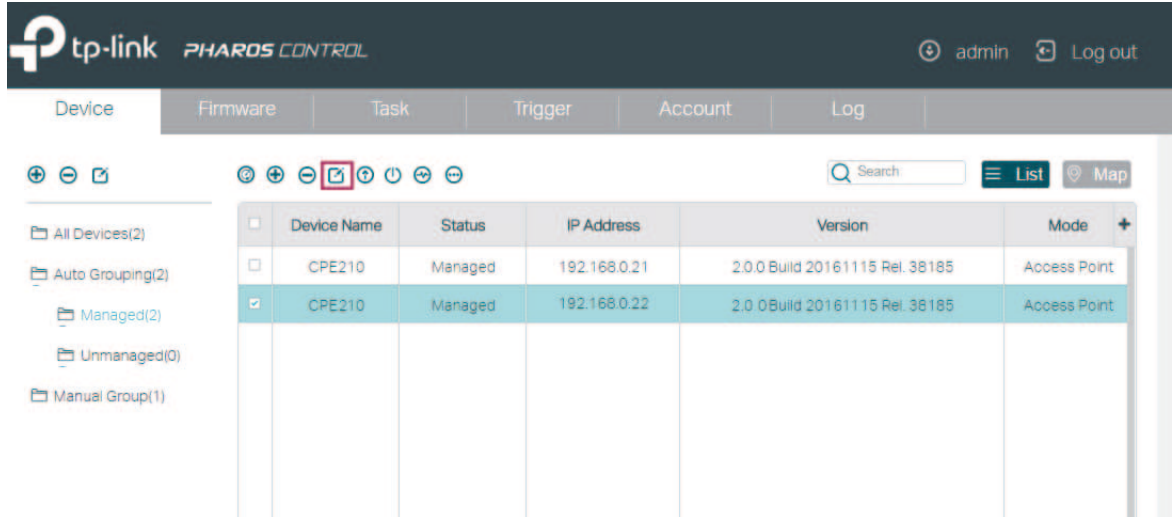 tp-link PHAROS CONTROL admin Log out
Device Firmware Task Trigger Account Log
Search List Map
All Devices(2)
Auto Grouping(2)
Managed(2)
Unmanaged(0)
Manual Group(1)
Device Name Status IP Address Version Mode +
CPE210 Managed 192.168.0.21 2.0.0 Build 20161115 Rel. 38185 Access Point
CPE210 Managed 192.168.0.22 2.0.0Build 20161115 Rel. 38185 Access Point